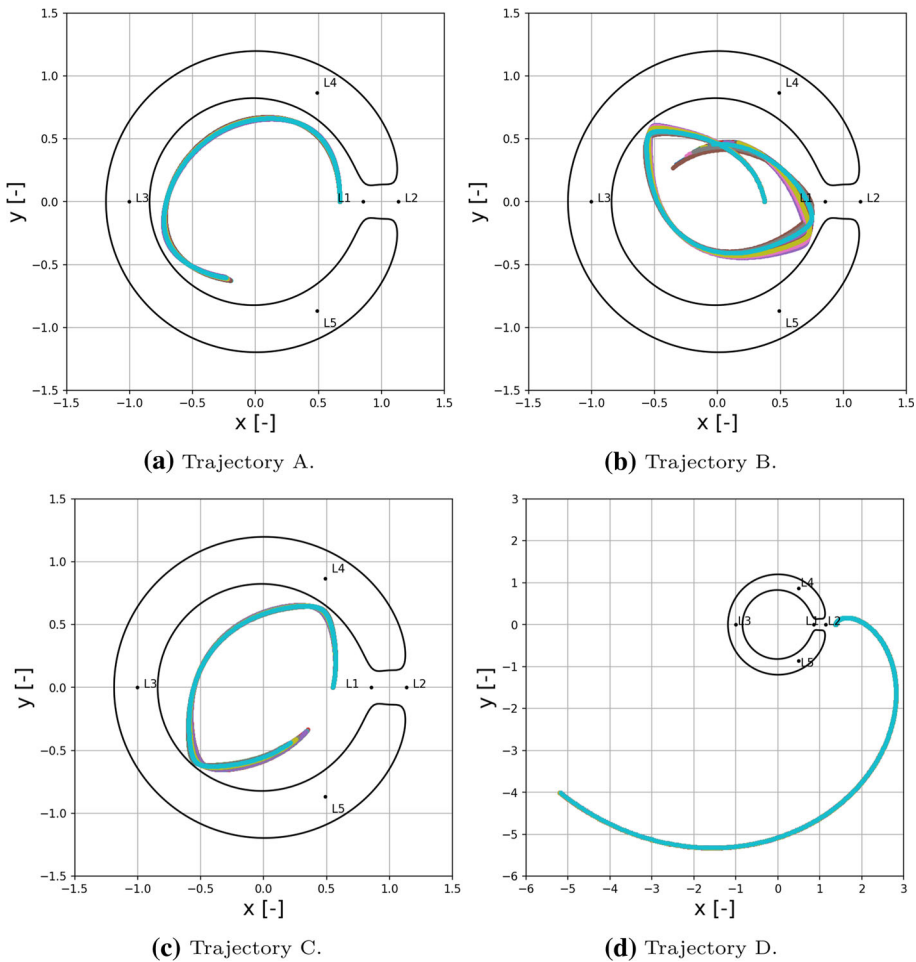 1.5
1.0
0.5
0.0
−0.5
−1.0
−1.5
y [-]
L4
L3
L1
L2
L5
−1.5 −1.0 −0.5 0.0 0.5 1.0 1.5
x [-]
(a) Trajectory A.
1.5
1.0
0.5
0.0
−0.5
−1.0
−1.5
y [-]
L4
L3
L1
L2
L5
−1.5 −1.0 −0.5 0.0 0.5 1.0 1.5
x [-]
(b) Trajectory B.
1.5
1.0
0.5
0.0
−0.5
−1.0
−1.5
y [-]
L4
L3
L1
L2
L5
−1.5 −1.0 −0.5 0.0 0.5 1.0 1.5
x [-]
(c) Trajectory C.
3
2
1
0
−1
−2
−3
−4
−5
−6
y [-]
L4
L3
L1
L2
L5
−6 −5 −4 −3 −2 −1 0 1 2 3
x [-]
(d) Trajectory D.